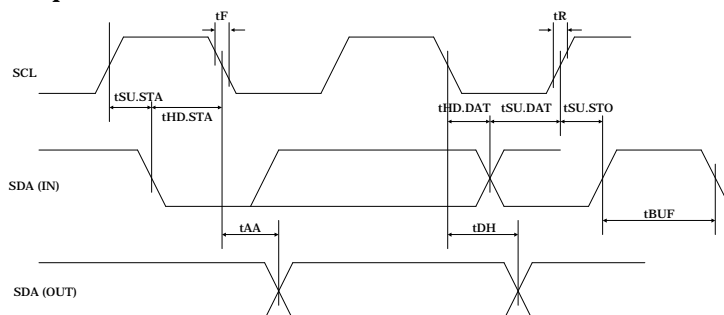 tF
tR
SCL
tSU.STA
tHD.STA
tHD.DAT
tSU.DAT
tSU.STO
SDA (IN)
tBUF
tAA
tDH
SDA (OUT)